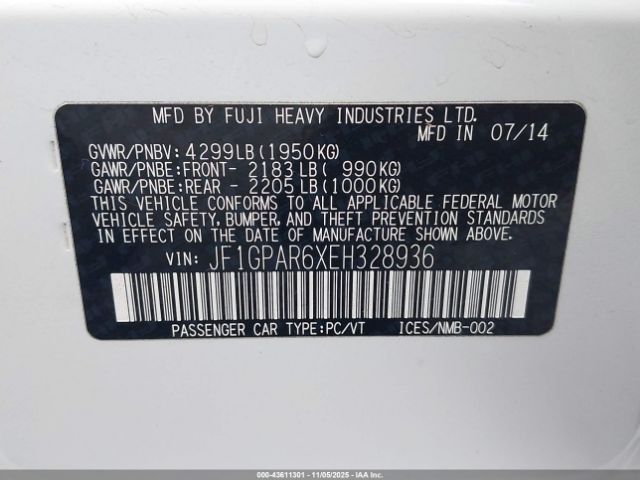 MFD BY FUJI HEAVY INDUSTRIES LTD.
MFD IN 07/14
GVWR/PNBV: 4299LB(1950KG)
GAWR/PNBE:FRONT- 2183LB( 990KG)
GAWR/PNBE:REAR - 2205LB(1000KG)
THIS VEHICLE CONFORMS TO ALL APPLICABLE FEDERAL MOTOR
VEHICLE SAFETY, BUMPER, AND THEFT PREVENTION STANDARDS
IN EFFECT ON THE DATE OF MANUFACTURE SHOWN ABOVE.
VIN: JF1GPAR6XEH328936
PASSENGER CAR TYPE:PC/VT ICES/NMB-002
000-43611301 - 11/05/2025 - IAAI.COM